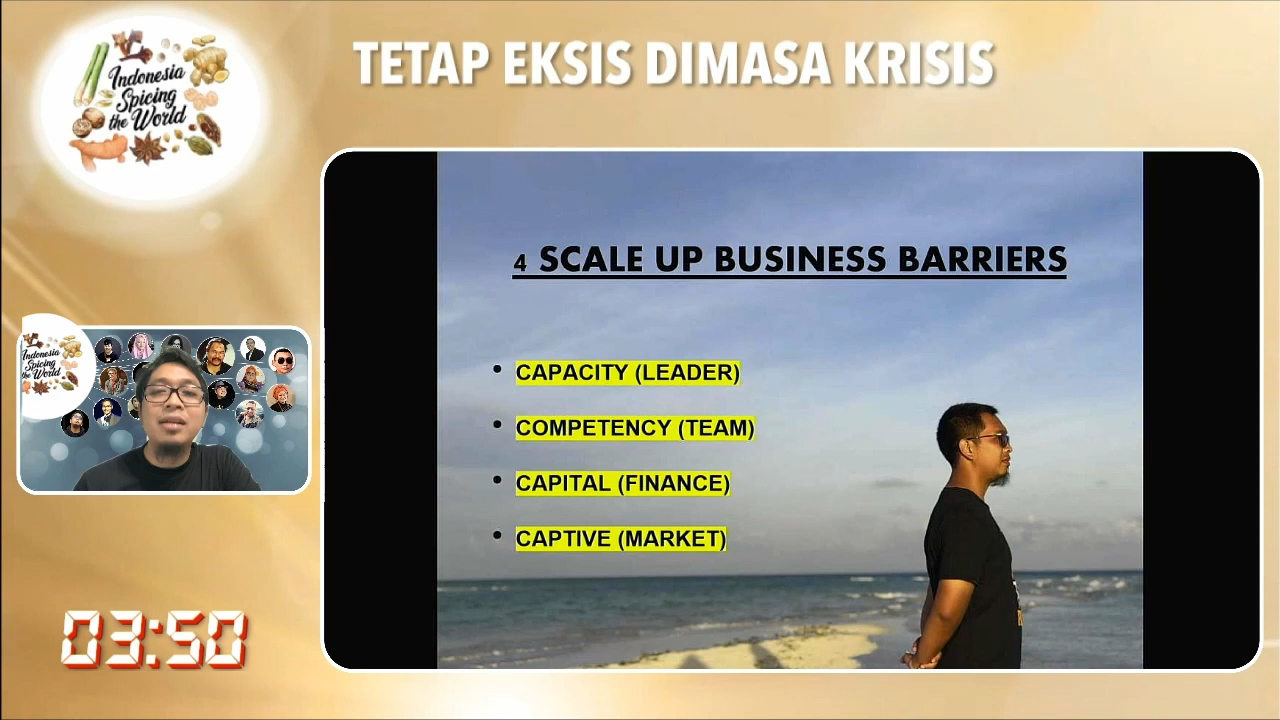 TETAP EKSIS DIMASA KRISIS
Indonesia
Spicing
the World
4 SCALE UP BUSINESS BARRIERS
• CAPACITY (LEADER)
• COMPETENCY (TEAM)
• CAPITAL (FINANCE)
• CAPTIVE (MARKET)
Indonesia
Spicing
the World
03:50